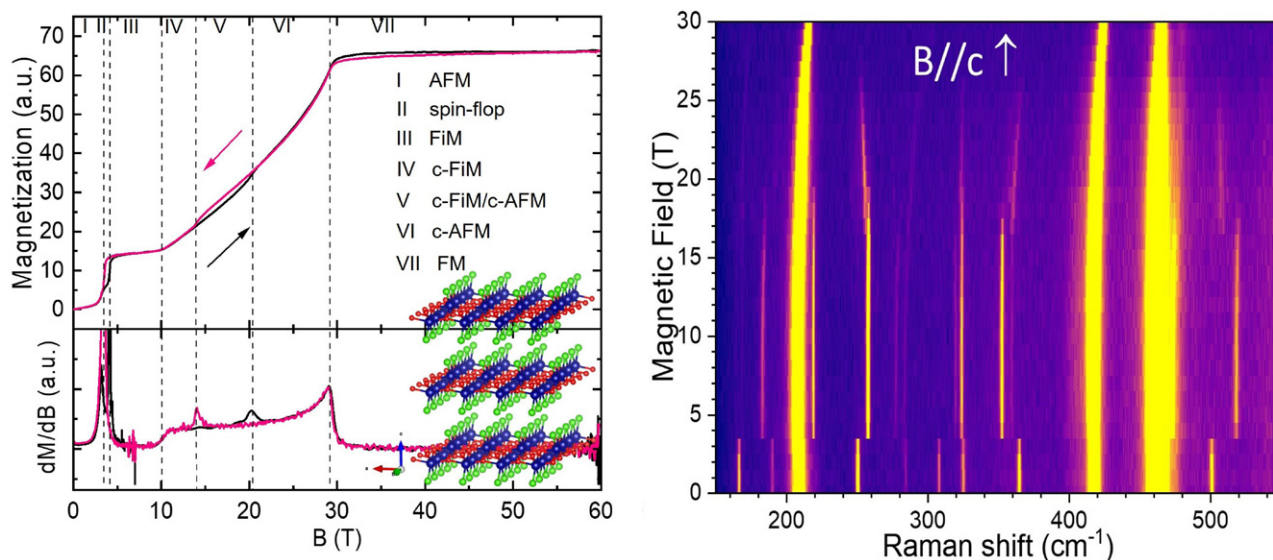 I II III IV V VI VII
70
60
50
40
30
20
10
0
Magnetization (a.u.)
I AFM
II spin-flop
III FiM
IV c-FiM
V c-FiM/c-AFM
VI c-AFM
VII FM
dM/dB (a.u.)
0 10 20 30 40 50 60
B (T)
B//c ↑
30
25
20
15
10
5
0
Magnetic Field (T)
200 300 400 500
Raman shift (cm⁻¹)